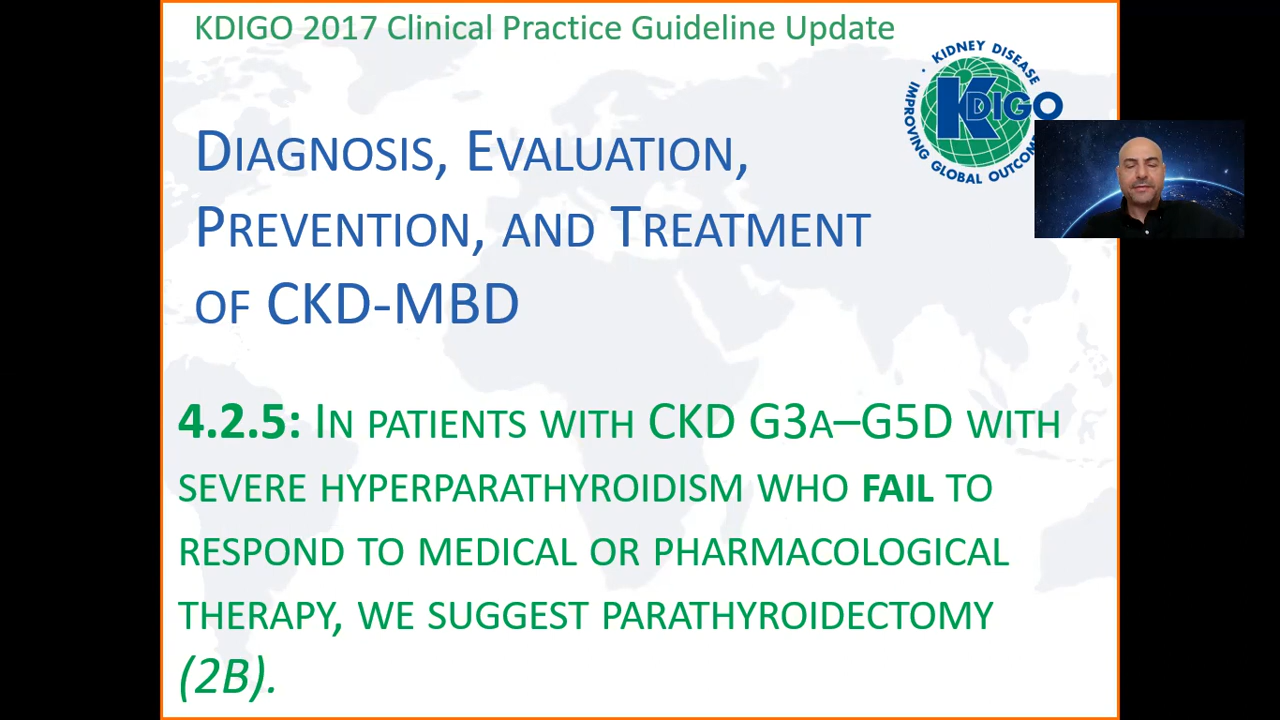 KDIGO 2017 Clinical Practice Guideline Update
· KIDNEY DISEASE
IMPROVING GLOBAL
KDIGO
DIAGNOSIS, EVALUATION,
PREVENTION, AND TREATMENT
OF CKD-MBD
4.2.5: IN PATIENTS WITH CKD G3A–G5D WITH
SEVERE HYPERPARATHYROIDISM WHO FAIL TO
RESPOND TO MEDICAL OR PHARMACOLOGICAL
THERAPY, WE SUGGEST PARATHYROIDECTOMY
(2B).